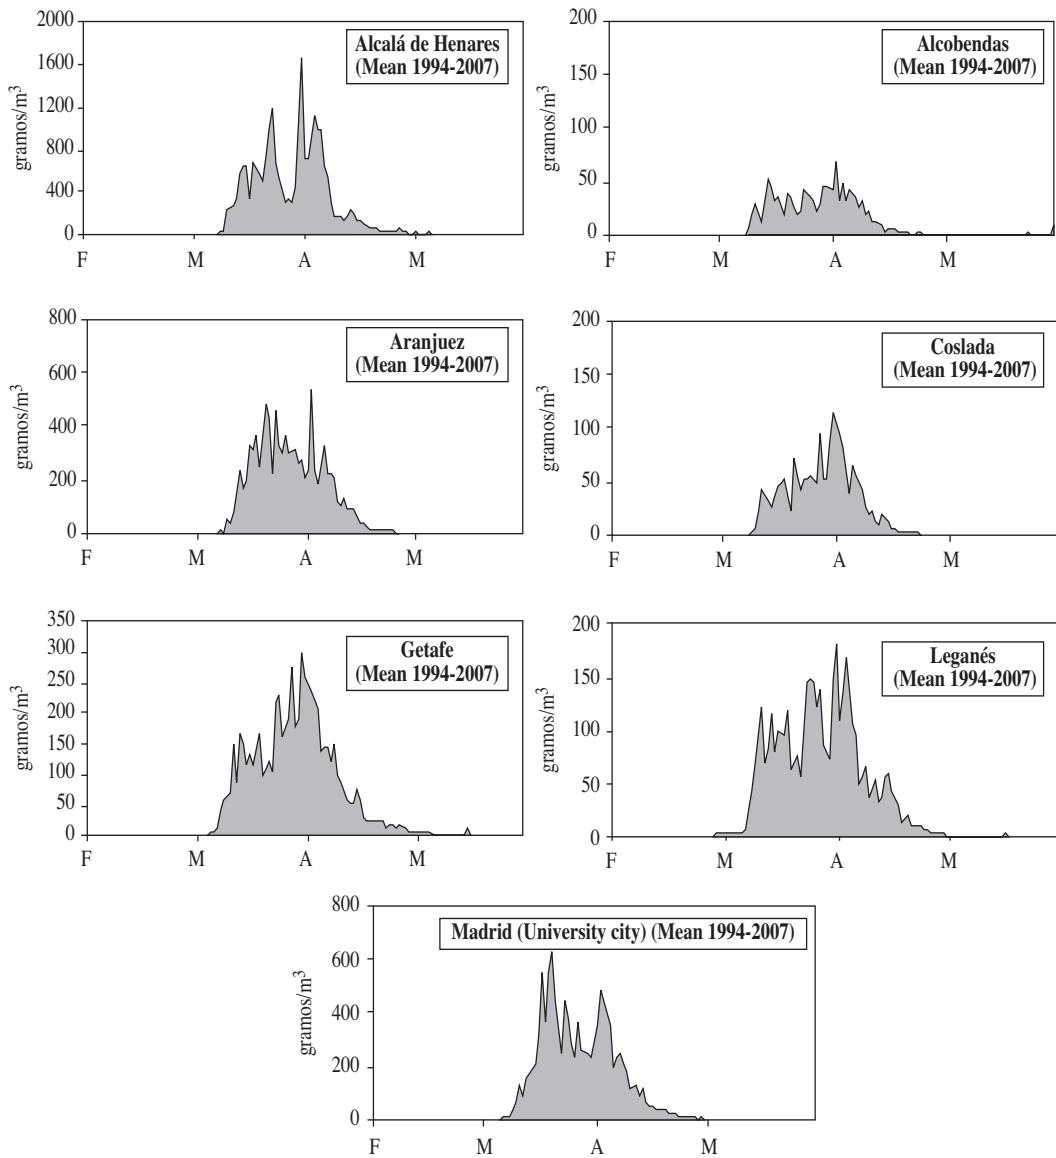 2000
1600
1200
800
400
0
gramos/m³
Alcalá de Henares
(Mean 1994-2007)
F M A M
200
150
100
50
0
gramos/m³
Alcobendas
(Mean 1994-2007)
F M A M
800
600
400
200
0
gramos/m³
Aranjuez
(Mean 1994-2007)
F M A M
200
150
100
50
0
gramos/m³
Coslada
(Mean 1994-2007)
F M A M
350
300
250
200
150
100
50
0
gramos/m³
Getafe
(Mean 1994-2007)
F M A M
200
150
100
50
0
gramos/m³
Leganés
(Mean 1994-2007)
F M A M
800
600
400
200
0
gramos/m³
Madrid (University city) (Mean 1994-2007)
F M A M